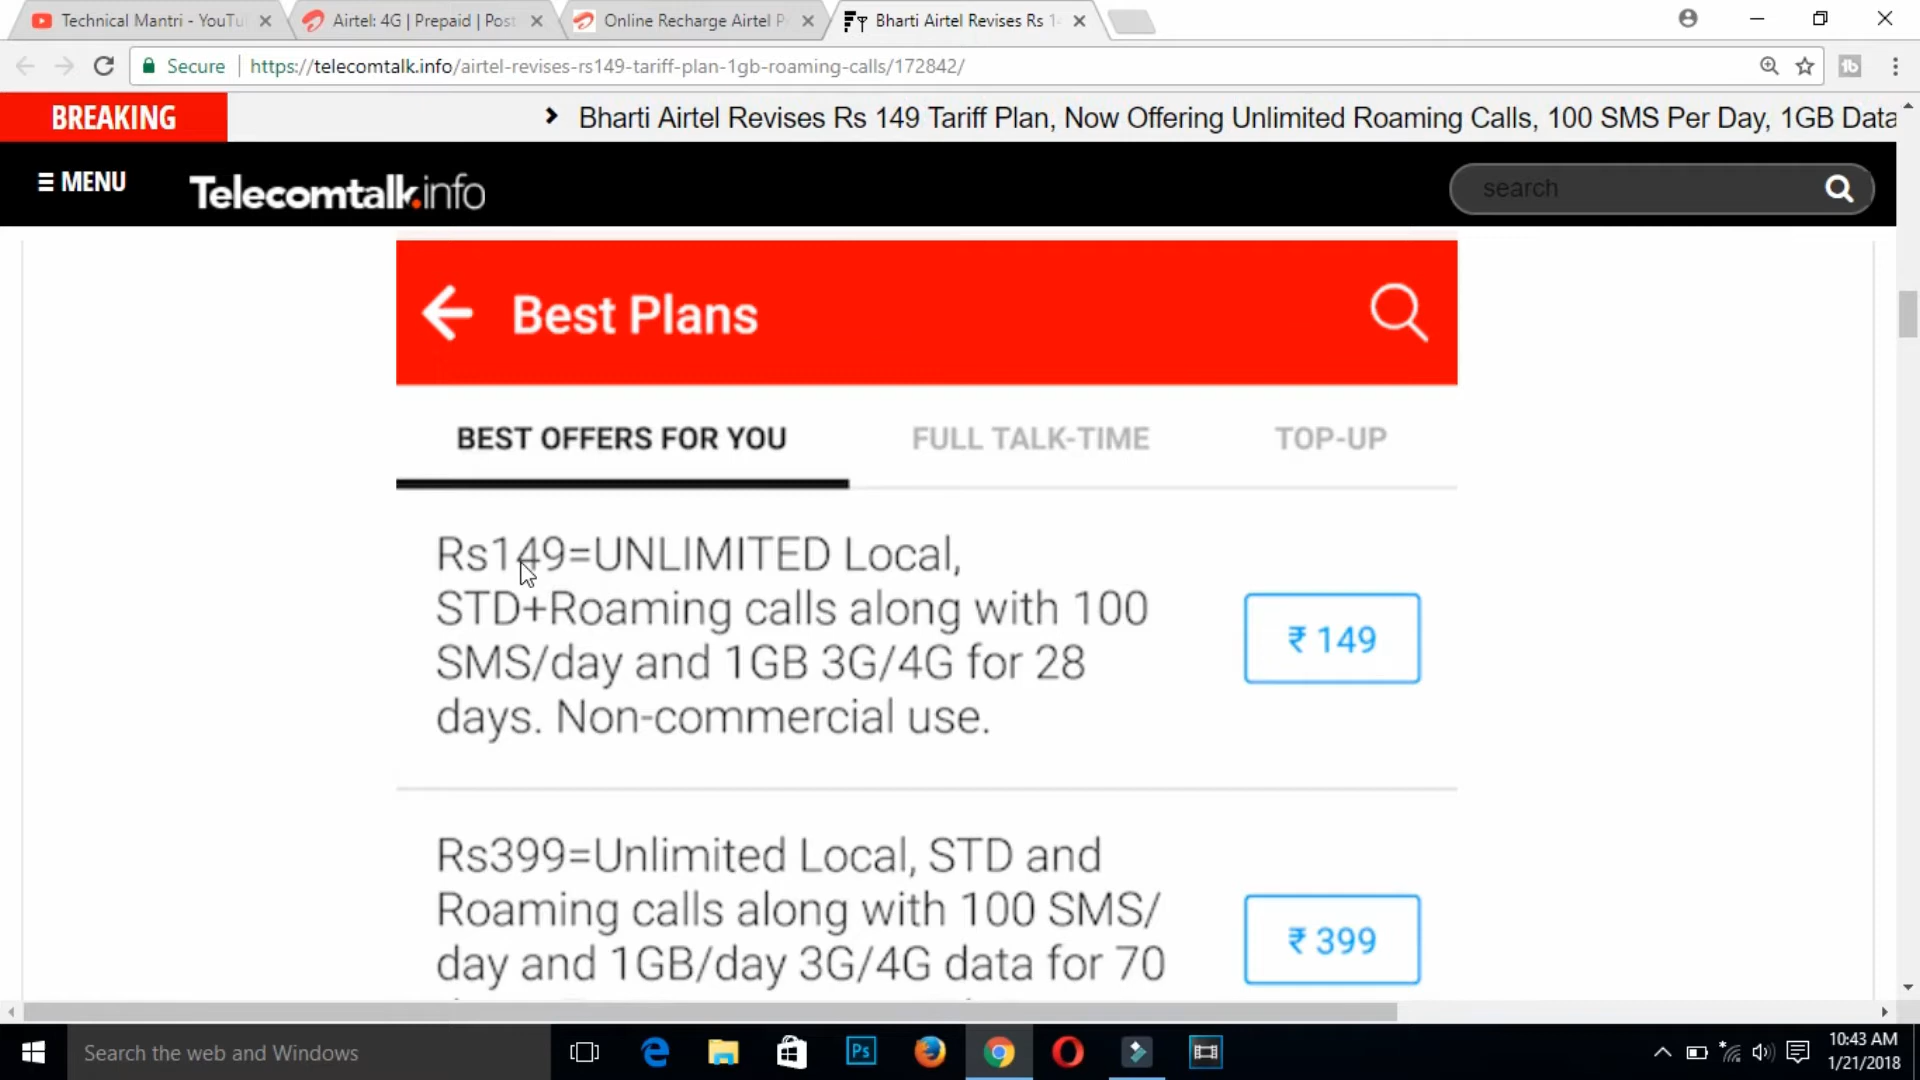 Technical Mantri - YouTu
Airtel: 4G | Prepaid | Post
Online Recharge Airtel P
Bharti Airtel Revises Rs 1
Secure | https://telecomtalk.info/airtel-revises-rs149-tariff-plan-1gb-roaming-calls/172842/
BREAKING
Bharti Airtel Revises Rs 149 Tariff Plan, Now Offering Unlimited Roaming Calls, 100 SMS Per Day, 1GB Data
MENU
Telecomtalk.info
search
Best Plans
BEST OFFERS FOR YOU
FULL TALK-TIME
TOP-UP
Rs149=UNLIMITED Local,
STD+Roaming calls along with 100
SMS/day and 1GB 3G/4G for 28
days. Non-commercial use.
₹ 149
Rs399=Unlimited Local, STD and
Roaming calls along with 100 SMS/
day and 1GB/day 3G/4G data for 70
₹ 399
Search the web and Windows
Ps
10:43 AM
1/21/2018